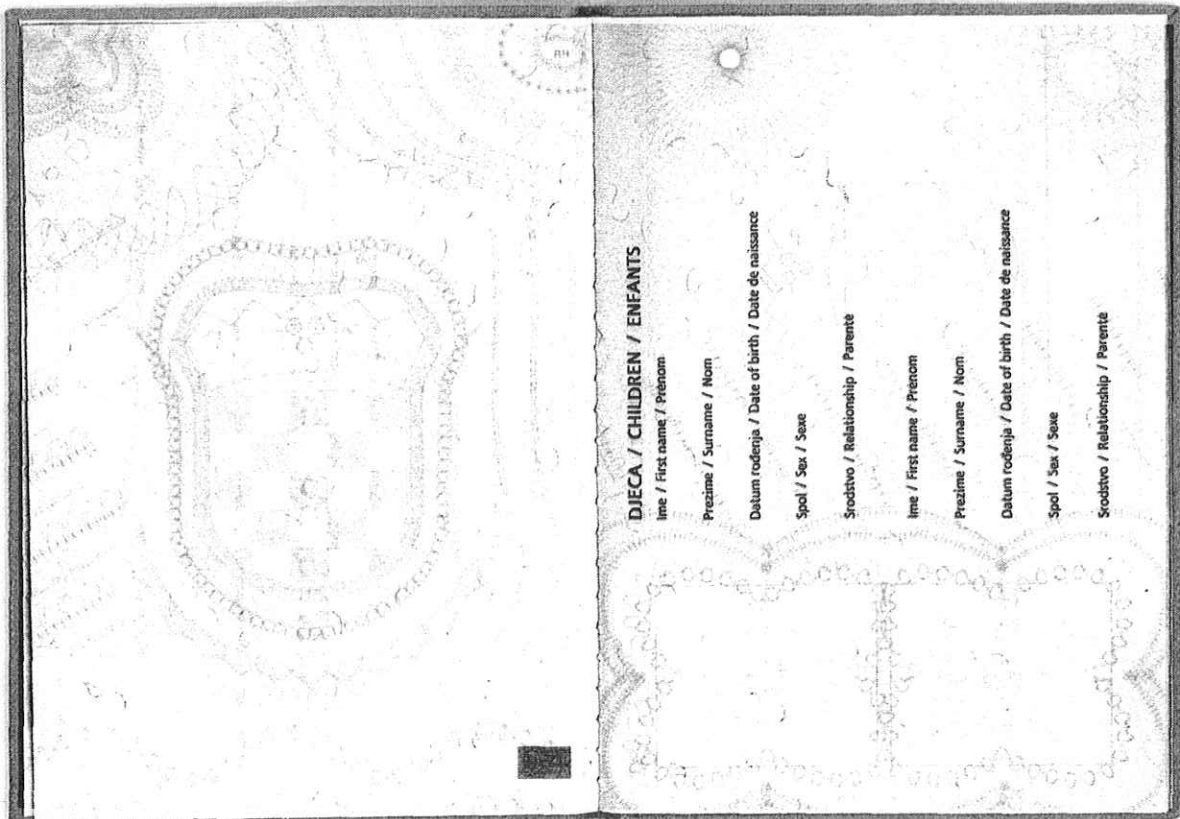 RH
DJECA / CHILDREN / ENFANTS
Ime / First name / Prénom
Prezime / Surname / Nom
Datum rođenja / Date of birth / Date de naissance
Spol / Sex / Sexe
Srodstvo / Relationship / Parenté
Ime / First name / Prénom
Prezime / Surname / Nom
Datum rođenja / Date of birth / Date de naissance
Spol / Sex / Sexe
Srodstvo / Relationship / Parenté